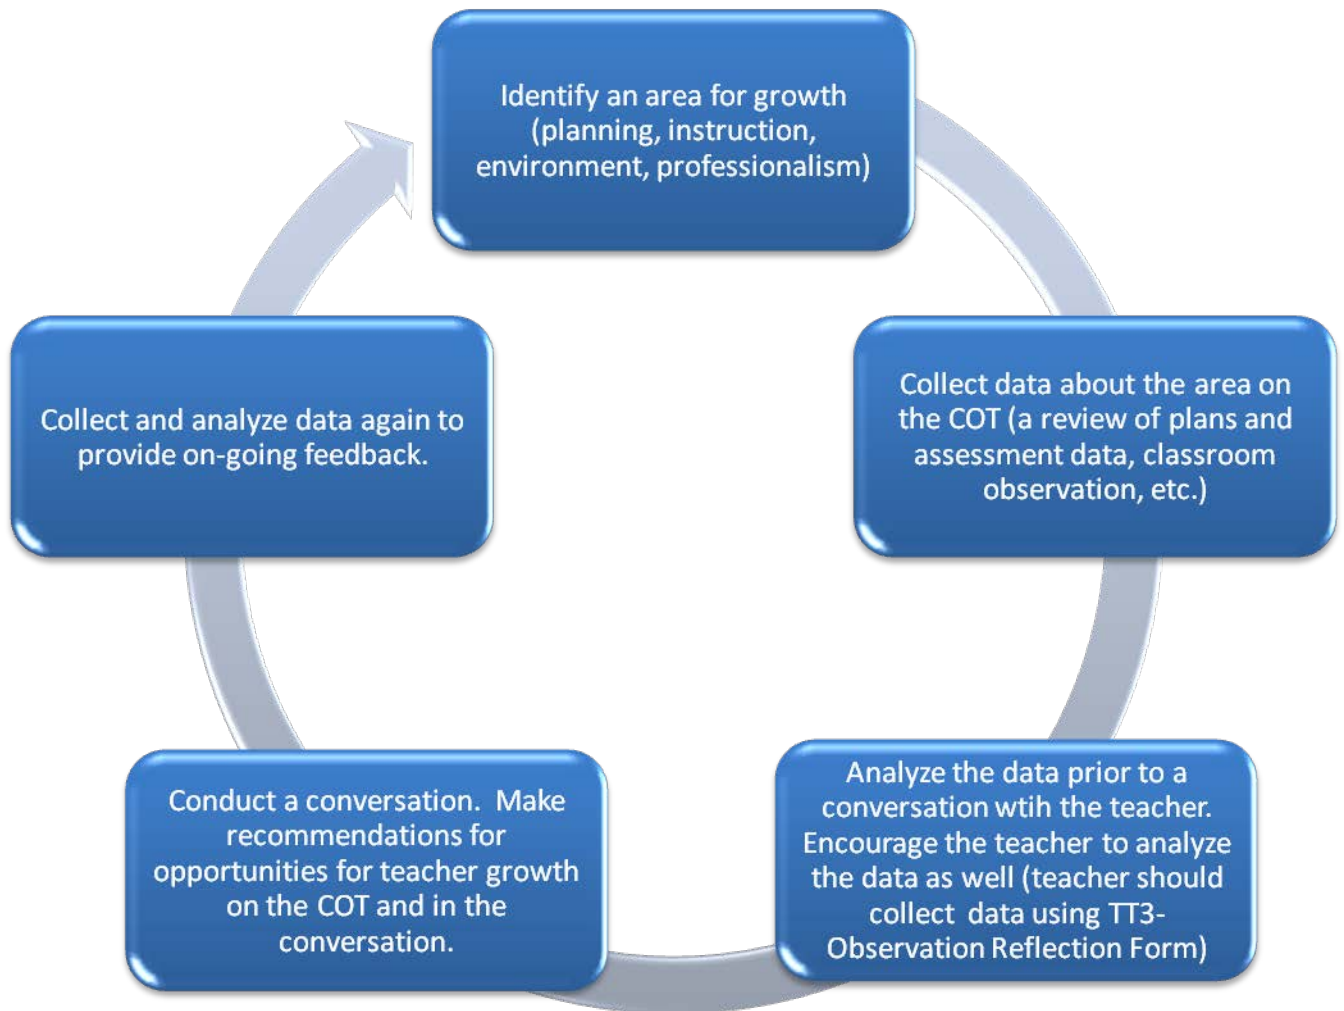 Identify an area for growth
(planning, instruction,
environment, professionalism)
Collect data about the area on
the COT (a review of plans and
assessment data, classroom
observation, etc.)
Analyze the data prior to a
conversation wtih the teacher.
Encourage the teacher to analyze
the data as well (teacher should
collect  data using TT3-
Observation Reflection Form)
Conduct a conversation.  Make
recommendations for
opportunities for teacher growth
on the COT and in the
conversation.
Collect and analyze data again to
provide on-going feedback.